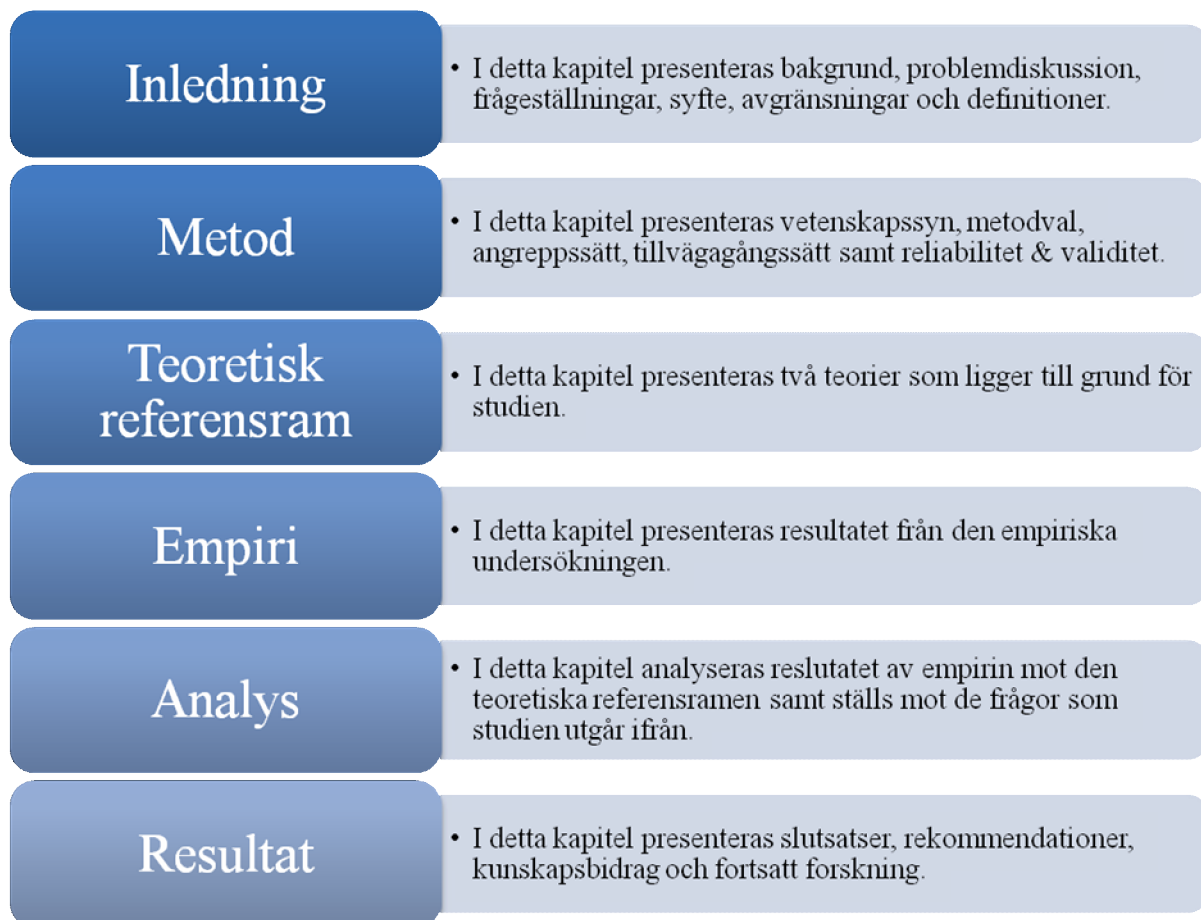 Inledning
• I detta kapitel presenteras bakgrund, problemdiskussion,
frågeställningar, syfte, avgränsningar och definitioner.
Metod
• I detta kapitel presenteras vetenskapssyn, metodval,
angreppssätt, tillvägagångssätt samt reliabilitet & validitet.
Teoretisk
referensram
• I detta kapitel presenteras två teorier som ligger till grund för
studien.
Empiri
• I detta kapitel presenteras resultatet från den empiriska
undersökningen.
Analys
• I detta kapitel analyseras reslutatet av empirin mot den
teoretiska referensramen samt ställs mot de frågor som
studien utgår ifrån.
Resultat
• I detta kapitel presenteras slutsatser, rekommendationer,
kunskapsbidrag och fortsatt forskning.